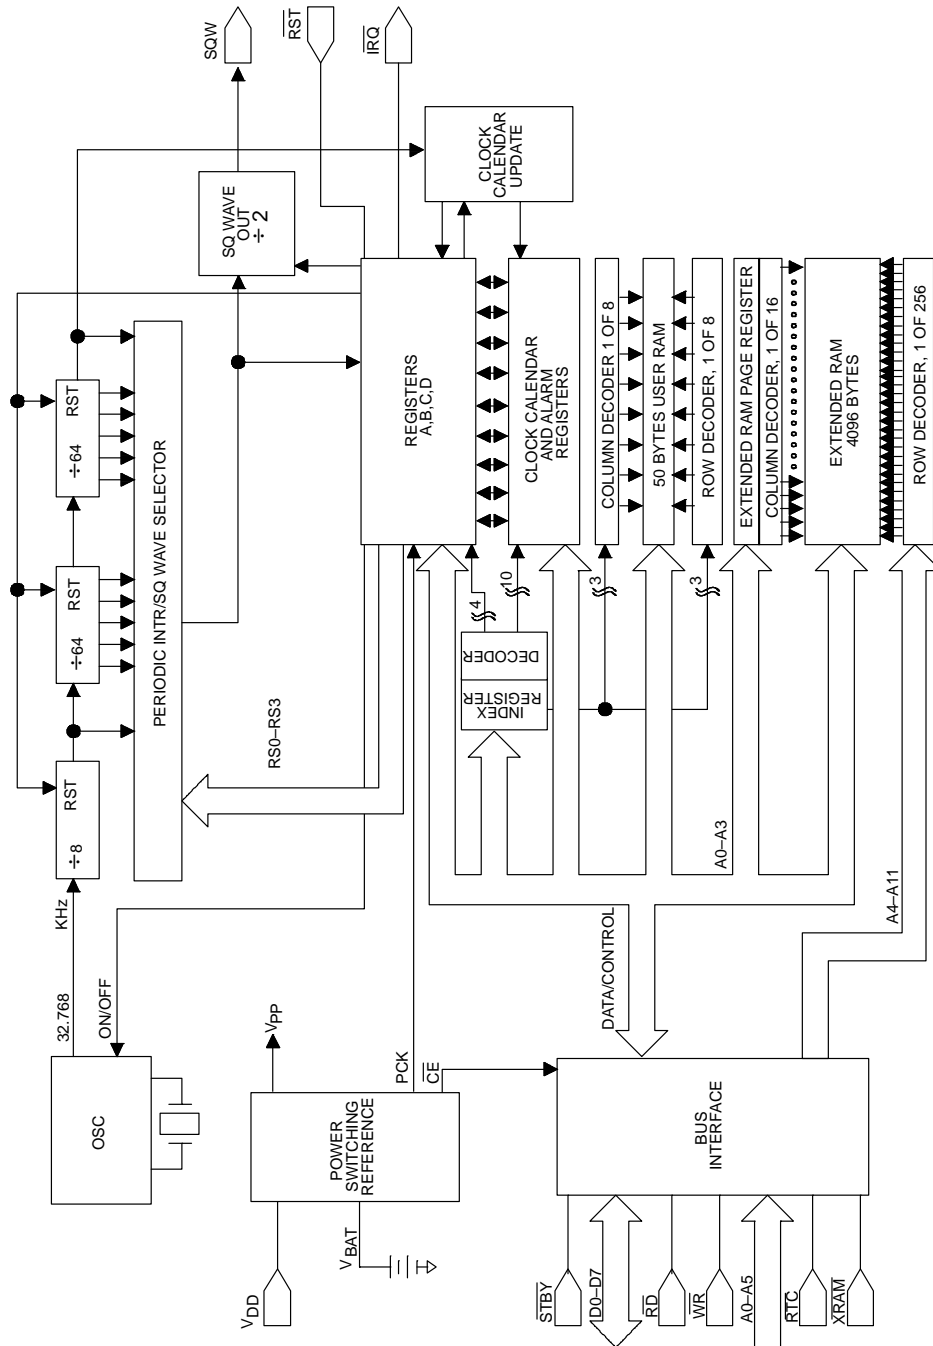 OSC
32.768
KHz
ON/OFF
÷8
RST
÷64
RST
÷64
RST
PERIODIC INTR/SQ WAVE SELECTOR
SQ WAVE
OUT
÷2
SQW
RST
IRQ
CLOCK
CALENDAR
UPDATE
RS0–RS3
REGISTERS
A,B,C,D
VDD
VBAT
POWER
SWITCHING
REFERENCE
VPP
PCK
CE
INDEX
REGISTER
DECODER
4
10
CLOCK CALENDAR
AND ALARM
REGISTERS
3
COLUMN DECODER 1 OF 8
50 BYTES USER RAM
3
ROW DECODER, 1 OF 8
EXTENDED RAM PAGE REGISTER
COLUMN DECODER, 1 OF 16
EXTENDED RAM
4096 BYTES
ROW DECODER, 1 OF 256
DATA/CONTROL
A0–A3
A4–A11
BUS
INTERFACE
STBY
D0–D7
RD
WR
A0–A5
RTC
XRAM